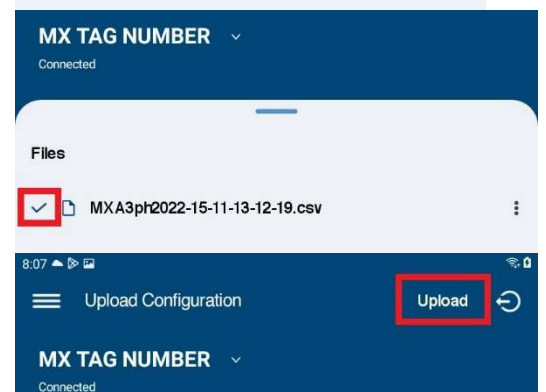 MX TAG NUMBER
Connected
Files
MXA3ph2022-15-11-13-12-19.csv
8:07
Upload Configuration Upload
MX TAG NUMBER
Connected